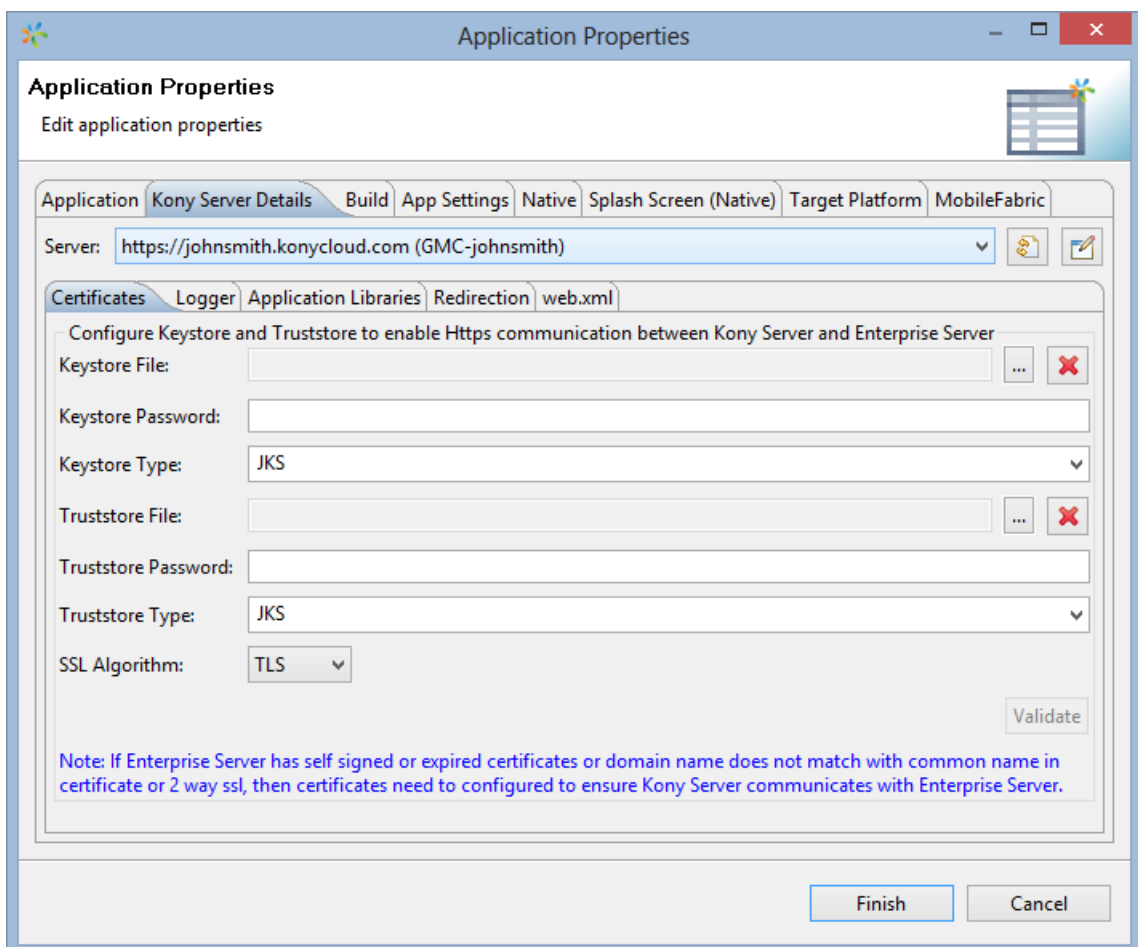 Application Properties
Application Properties
Edit application properties
Application Kony Server Details Build App Settings Native Splash Screen (Native) Target Platform MobileFabric
Server: https://johnsmith.konycloud.com (GMC-johnsmith)
Certificates Logger Application Libraries Redirection web.xml
Configure Keystore and Truststore to enable Https communication between Kony Server and Enterprise Server
Keystore File: ...
Keystore Password:
Keystore Type: JKS
Truststore File: ...
Truststore Password:
Truststore Type: JKS
SSL Algorithm: TLS
Validate
Note: If Enterprise Server has self signed or expired certificates or domain name does not match with common name in
certificate or 2 way ssl, then certificates need to configured to ensure Kony Server communicates with Enterprise Server.
Finish Cancel